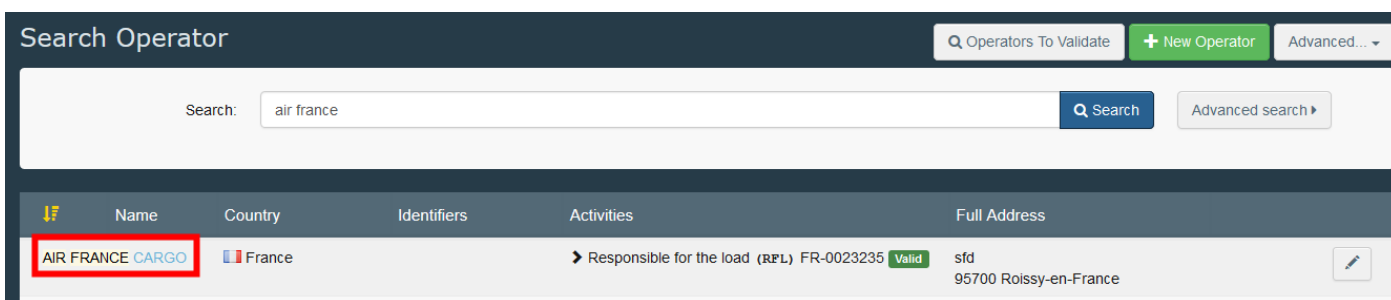 Search Operator
Operators To Validate
New Operator
Advanced...
Search:
air france
Search
Advanced search
Name Country Identifiers Activities Full Address
AIR FRANCE CARGO France Responsible for the load (RFL) FR-0023235 Valid sfd
95700 Roissy-en-France